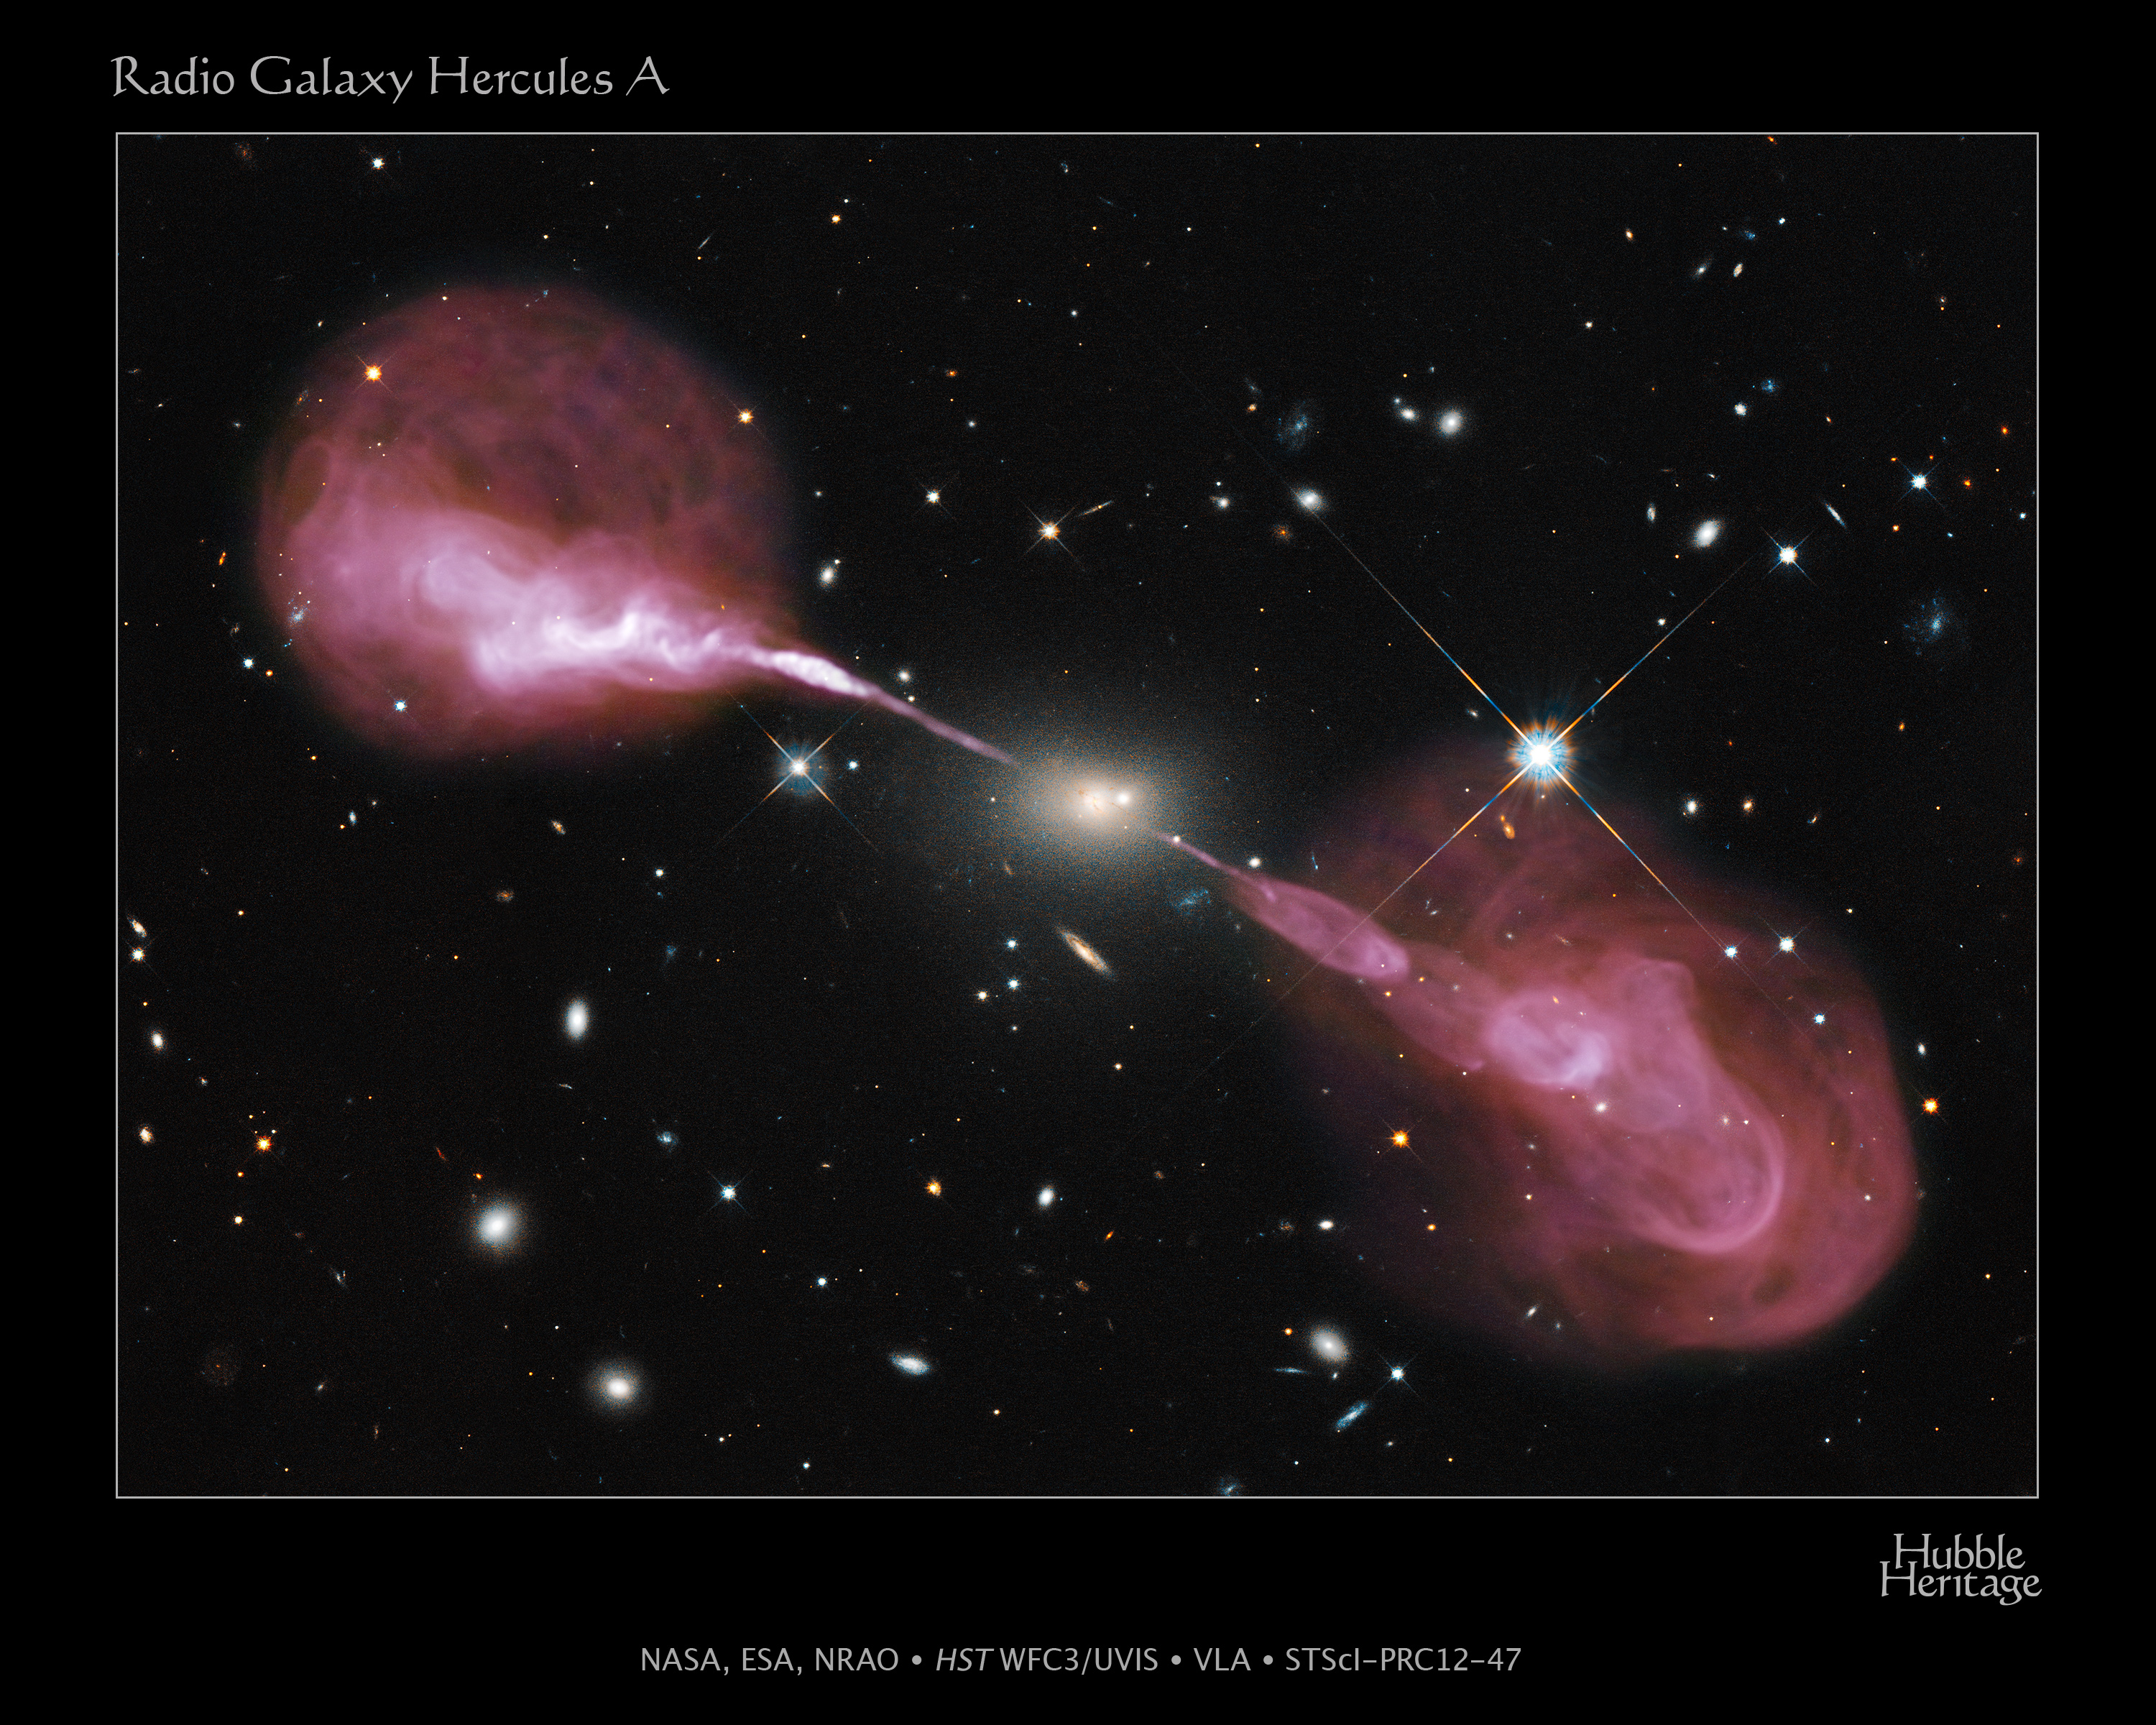 Radio Galaxy Hercules A
Hubble
Heritage
NASA, ESA, NRAO • HST WFC3/UVIS • VLA • STScI-PRC12-47